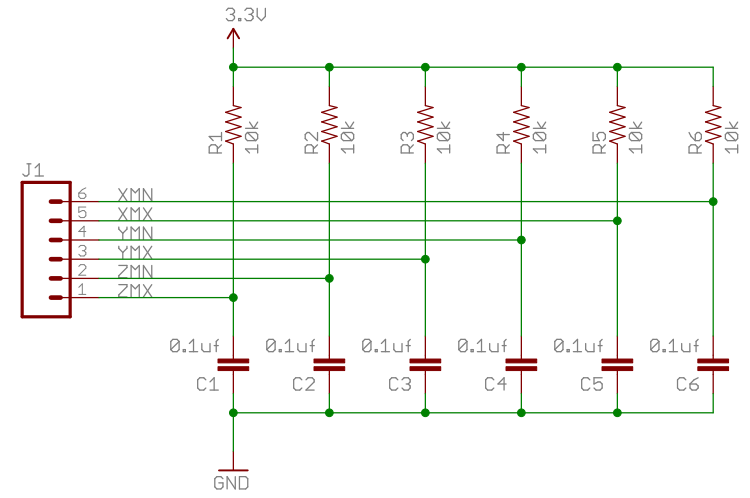 3.3V
R1 10k R2 10k R3 10k R4 10k R5 10k R6 10k
J1
6 XMN
5 XMX
4 YMN
3 YMX
2 ZMN
1 ZMX
0.1uf 0.1uf 0.1uf 0.1uf 0.1uf 0.1uf
C1 C2 C3 C4 C5 C6
GND